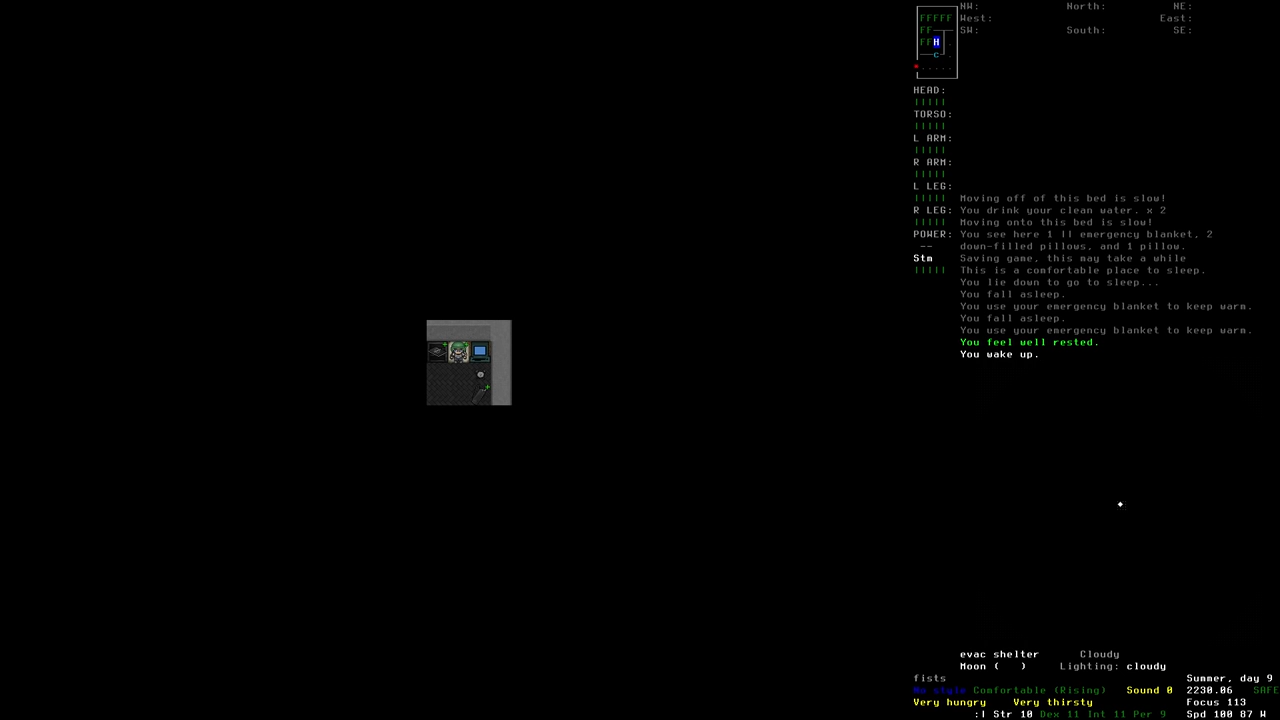 NW: North: NE:
FFFFF West: East:
FF SW: South: SE:
FFH
c
HEAD:
|||||
TORSO:
|||||
L ARM:
|||||
R ARM:
|||||
L LEG:
||||| Moving off of this bed is slow!
R LEG: You drink your clean water. x 2
||||| Moving onto this bed is slow!
POWER: You see here 1 || emergency blanket, 2
-- down-filled pillows, and 1 pillow.
Stm Saving game, this may take a while
||||| This is a comfortable place to sleep.
You lie down to go to sleep...
You fall asleep.
You use your emergency blanket to keep warm.
You fall asleep.
You use your emergency blanket to keep warm.
You feel well rested.
You wake up.
evac shelter Cloudy
Moon ( ) Lighting: cloudy
fists Summer, day 9
No style Comfortable (Rising) Sound 0 2230.06 SAFE
Very hungry Very thirsty Focus 113
:| Str 10 Dex 11 Int 11 Per 9 Spd 100 87 W